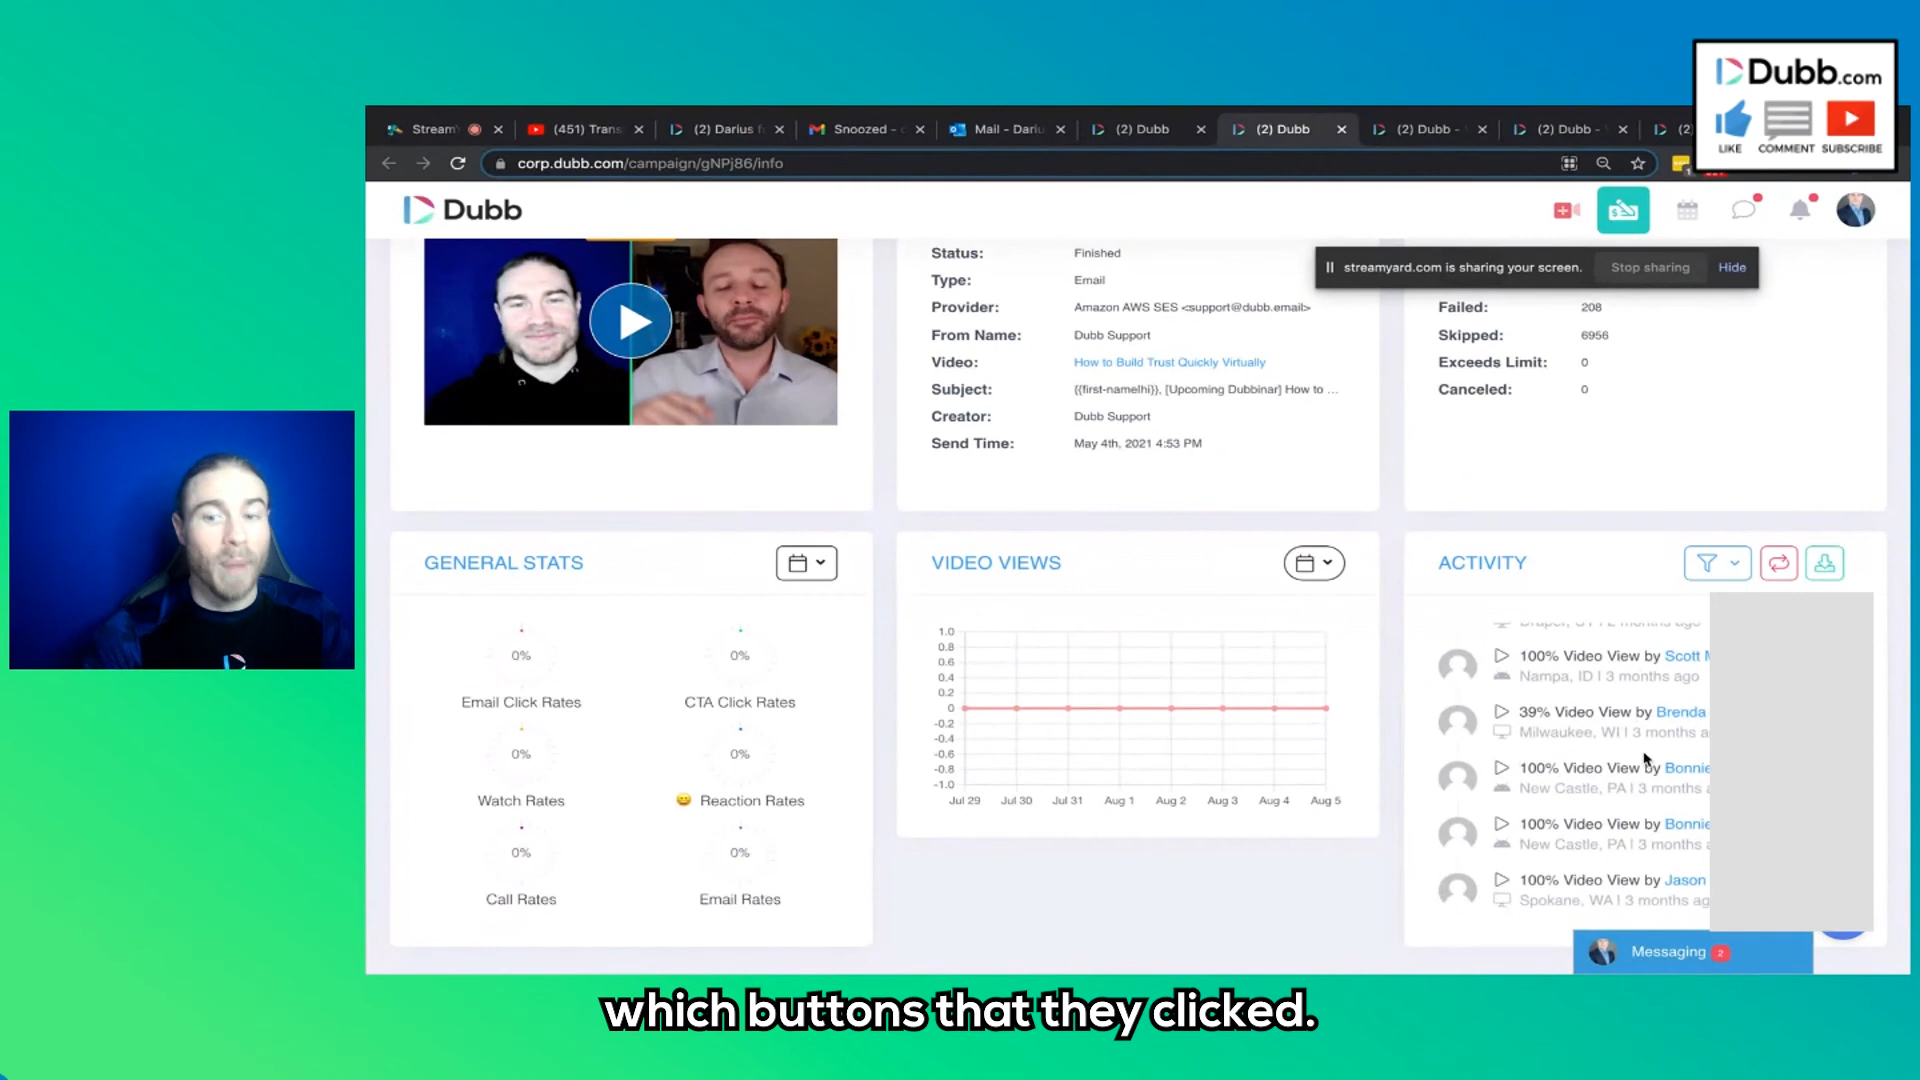 Dubb.com
LIKE COMMENT SUBSCRIBE
Stream
(451) Trans
(2) Darius f
Snoozed -
Mail - Dariu
(2) Dubb
(2) Dubb
(2) Dubb -
(2) Dubb -
(2)
corp.dubb.com/campaign/gNPj86/info
Dubb
streamyard.com is sharing your screen. Stop sharing Hide
Status: Finished
Type: Email
Provider: Amazon AWS SES <support@dubb.email>
From Name: Dubb Support
Video: How to Build Trust Quickly Virtually
Subject: {{first-name|hi}}, [Upcoming Dubbinar] How to ...
Creator: Dubb Support
Send Time: May 4th, 2021 4:53 PM
Failed: 208
Skipped: 6956
Exceeds Limit: 0
Canceled: 0
GENERAL STATS
0% 0%
Email Click Rates CTA Click Rates
0% 0%
Watch Rates Reaction Rates
0% 0%
Call Rates Email Rates
VIDEO VIEWS
1.0
0.8
0.6
0.4
0.2
0
-0.2
-0.4
-0.6
-0.8
-1.0
Jul 29 Jul 30 Jul 31 Aug 1 Aug 2 Aug 3 Aug 4 Aug 5
ACTIVITY
Draper, UT | 2 months ago
100% Video View by Scott M
Nampa, ID | 3 months ago
39% Video View by Brenda
Milwaukee, WI | 3 months a
100% Video View by Bonnie
New Castle, PA | 3 months a
100% Video View by Bonnie
New Castle, PA | 3 months a
100% Video View by Jason
Spokane, WA | 3 months ag
Messaging 2
which buttons that they clicked.